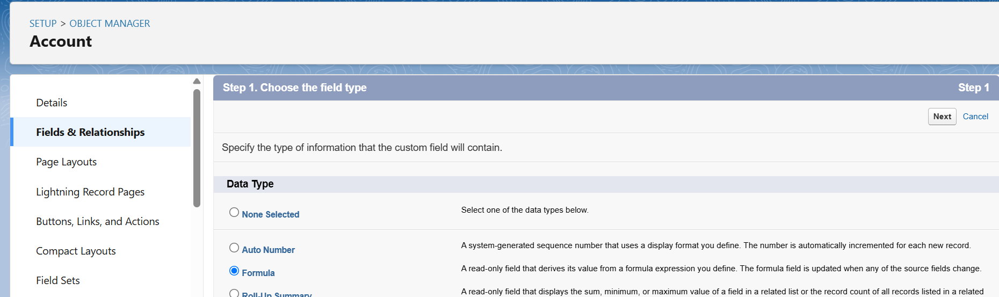 SETUP > OBJECT MANAGER
Account
Details
Fields & Relationships
Page Layouts
Lightning Record Pages
Buttons, Links, and Actions
Compact Layouts
Field Sets
Step 1. Choose the field type
Step 1
Next Cancel
Specify the type of information that the custom field will contain.
Data Type
None Selected Select one of the data types below.
Auto Number A system-generated sequence number that uses a display format you define. The number is automatically incremented for each new record.
Formula A read-only field that derives its value from a formula expression you define. The formula field is updated when any of the source fields change.
Roll-Up Summary A read-only field that displays the sum, minimum, or maximum value of a field in a related list or the record count of all records listed in a related